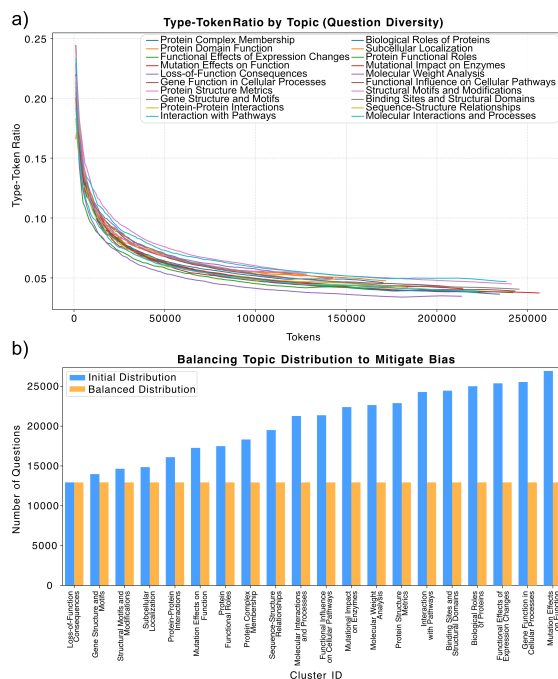 a)
Type-Token Ratio by Topic (Question Diversity)
0.25
0.20
0.15
0.10
0.05
Type-Token Ratio
Protein Complex Membership
Protein Domain Function
Functional Effects of Expression Changes
Mutation Effects on Function
Loss-of-Function Consequences
Gene Function in Cellular Processes
Protein Structure Metrics
Gene Structure and Motifs
Protein-Protein Interactions
Interaction with Pathways
Biological Roles of Proteins
Subcellular Localization
Protein Functional Roles
Mutational Impact on Enzymes
Molecular Weight Analysis
Functional Influence on Cellular Pathways
Structural Motifs and Modifications
Binding Sites and Structural Domains
Sequence-Structure Relationships
Molecular Interactions and Processes
0
50000
100000
150000
200000
250000
Tokens
b)
Balancing Topic Distribution to Mitigate Bias
Initial Distribution
Balanced Distribution
25000
20000
15000
10000
5000
0
Number of Questions
Loss-of-Function
Consequences
Gene Structure and
Motifs
Structural Motifs and
Modifications
Subcellular
Localization
Protein-Protein
Interactions
Mutation Effects on
Function
Protein
Functional Roles
Protein Complex
Membership
Sequence-Structure
Relationships
Molecular Interactions
and Processes
Functional Influence
on Cellular Pathways
Mutational Impact
on Enzymes
Molecular Weight
Analysis
Protein Structure
Metrics
Interaction
with Pathways
Binding Sites and
Structural Domains
Biological Roles
of Proteins
Functional Effects of
Expression Changes
Gene Function in
Cellular Processes
Mutation Effects
on Function
Cluster ID